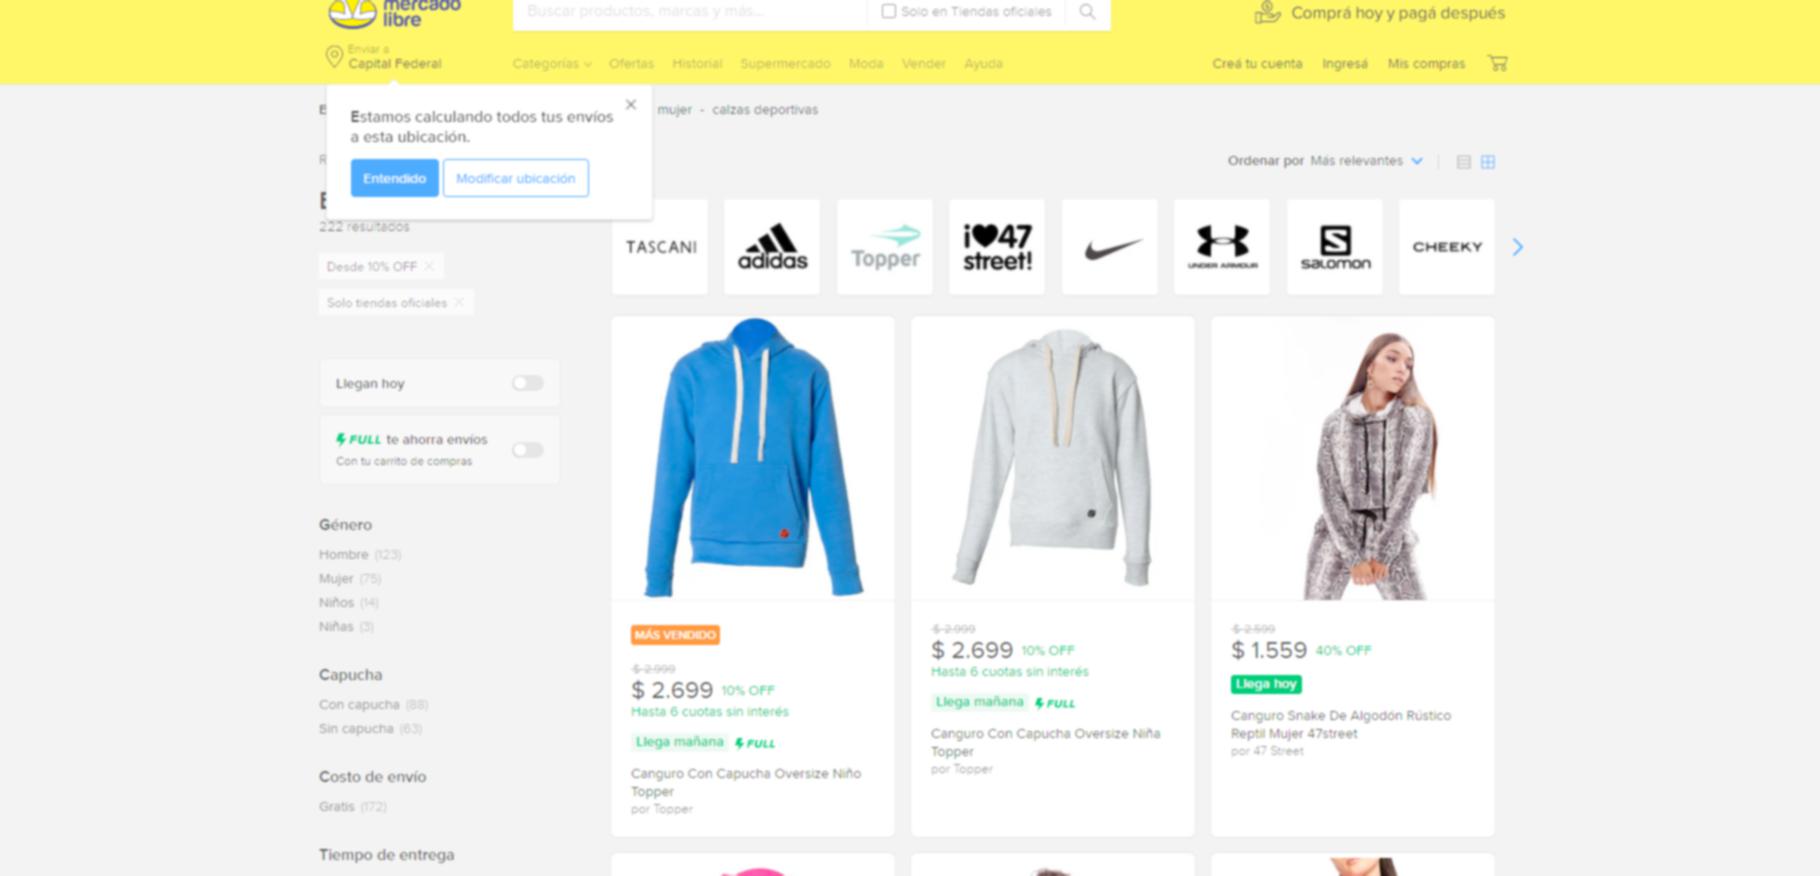 mercado
libre
Buscar productos, marcas y más...
Solo en Tiendas oficiales
Comprá hoy y pagá después
Enviar a
Capital Federal
Categorías
Ofertas
Historial
Supermercado
Moda
Vender
Ayuda
Creá tu cuenta
Ingresá
Mis compras
mujer - calzas deportivas
Estamos calculando todos tus envíos
a esta ubicación.
Entendido
Modificar ubicación
Ordenar por Más relevantes
222 resultados
Desde 10% OFF
Solo tiendas oficiales
TASCANI
adidas
Topper
i♥47
street!
UNDER ARMOUR
SALOMON
CHEEKY
Llegan hoy
FULL te ahorra envíos
Con tu carrito de compras
Género
Hombre (123)
Mujer (75)
Niños (14)
Niñas (3)
Capucha
Con capucha (88)
Sin capucha (63)
Costo de envío
Gratis (172)
Tiempo de entrega
MÁS VENDIDO
$ 2.999
$ 2.699 10% OFF
Hasta 6 cuotas sin interés
Llega mañana FULL
Canguro Con Capucha Oversize Niño
Topper
por Topper
$ 2.999
$ 2.699 10% OFF
Hasta 6 cuotas sin interés
Llega mañana FULL
Canguro Con Capucha Oversize Niña
Topper
por Topper
$ 2.599
$ 1.559 40% OFF
Llega hoy
Canguro Snake De Algodón Rústico
Reptil Mujer 47street
por 47 Street